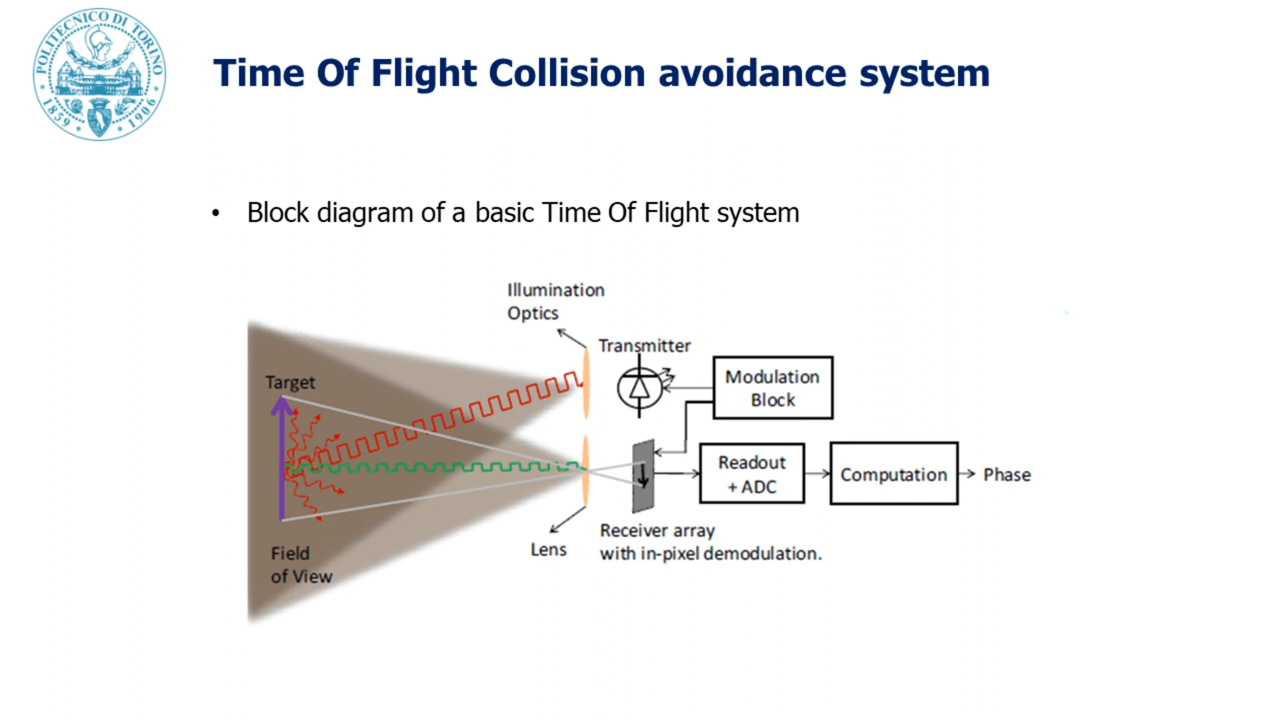 POLITECNICO DI TORINO
1859
1906
Time Of Flight Collision avoidance system
• Block diagram of a basic Time Of Flight system
Illumination
Optics
Transmitter
Modulation
Block
Target
Readout
+ ADC
Computation
Phase
Lens
Receiver array
with in-pixel demodulation.
Field
of View